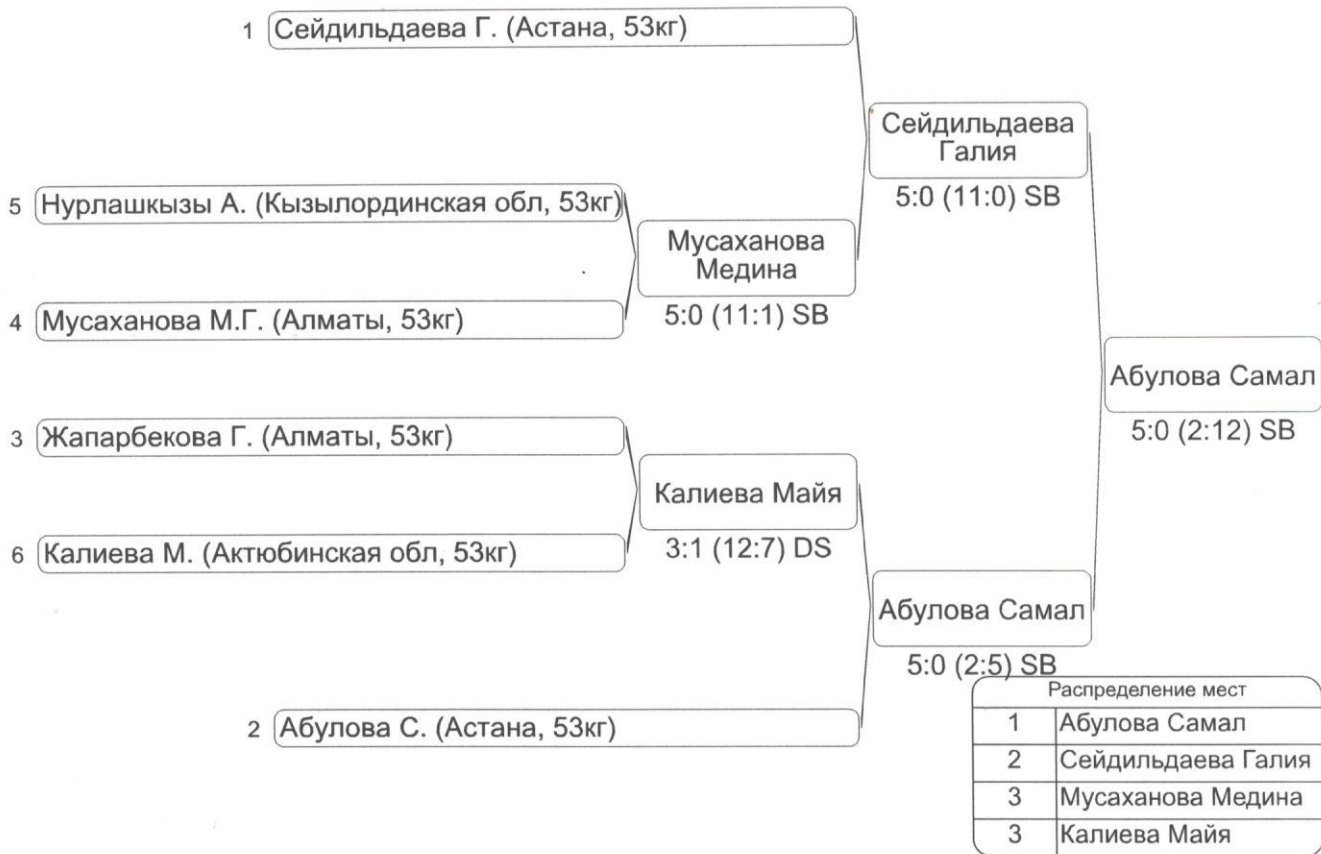 1 Сейдильдаева Г. (Астана, 53кг)
Сейдильдаева
Галия
5:0 (11:0) SB
5 Нурлашкызы А. (Кызылординская обл, 53кг)
Мусаханова
Медина
5:0 (11:1) SB
4 Мусаханова М.Г. (Алматы, 53кг)
Абулова Самал
5:0 (2:12) SB
3 Жапарбекова Г. (Алматы, 53кг)
Калиева Майя
3:1 (12:7) DS
6 Калиева М. (Актюбинская обл, 53кг)
Абулова Самал
5:0 (2:5) SB
2 Абулова С. (Астана, 53кг)
Распределение мест
1 Абулова Самал
2 Сейдильдаева Галия
3 Мусаханова Медина
3 Калиева Майя